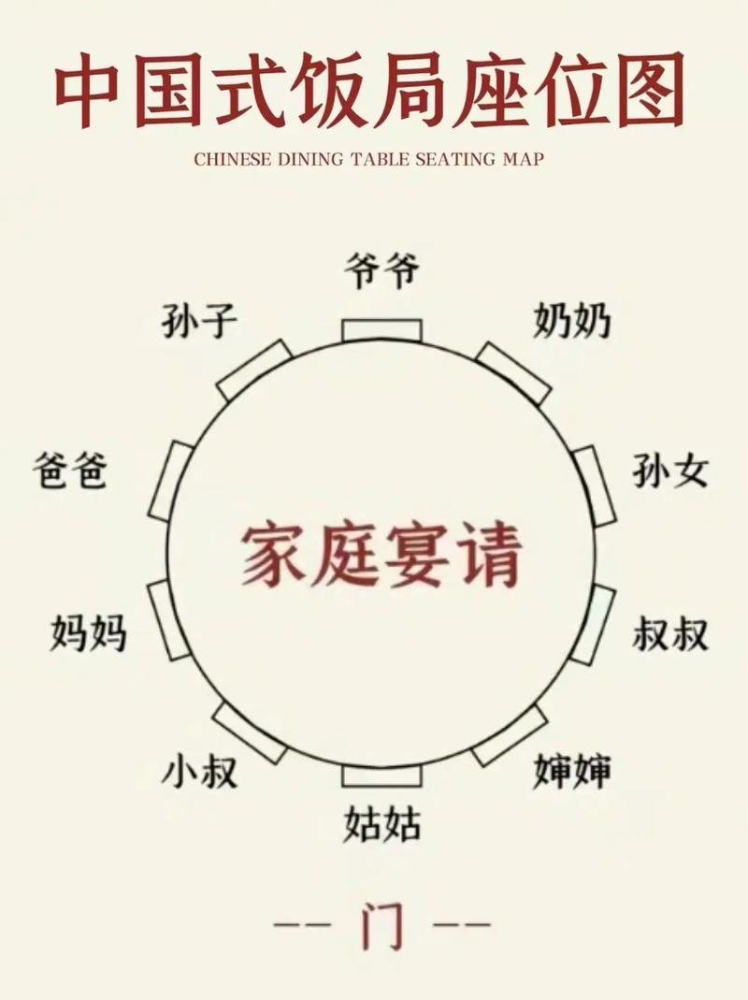 中国式饭局座位图
CHINESE DINING TABLE SEATING MAP
爷爷
孙子
奶奶
爸爸
孙女
家庭宴请
妈妈
叔叔
小叔
婶婶
姑姑
门